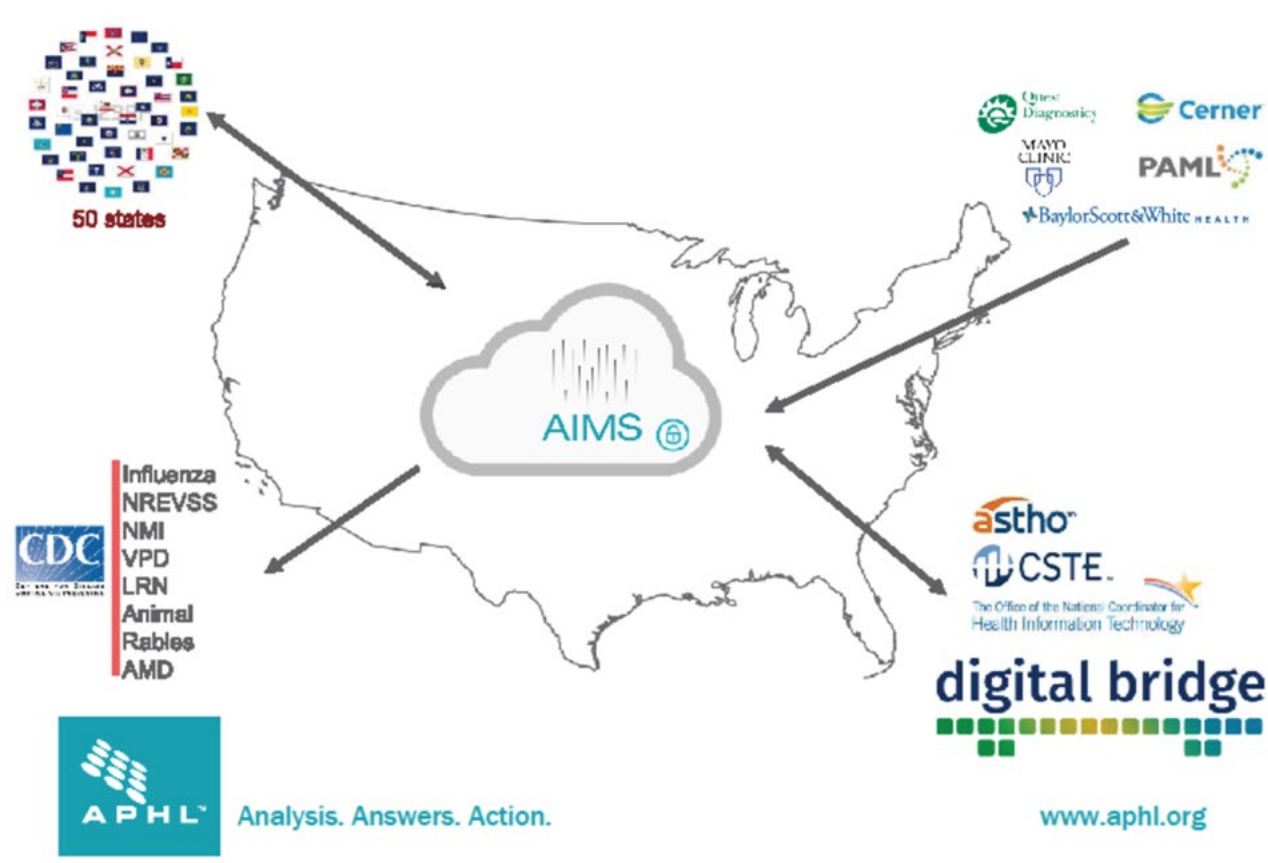 50 states
Quest
Diagnostics
Cerner
MAYO
CLINIC
PAML
BaylorScott&White HEALTH
AIMS
CDC
Influenza
NREVSS
NMI
VPD
LRN
Animal
Rabies
AMD
astho
CSTE
The Office of the National Coordinator for
Health Information Technology
digital bridge
APHL™
Analysis. Answers. Action.
www.aphl.org